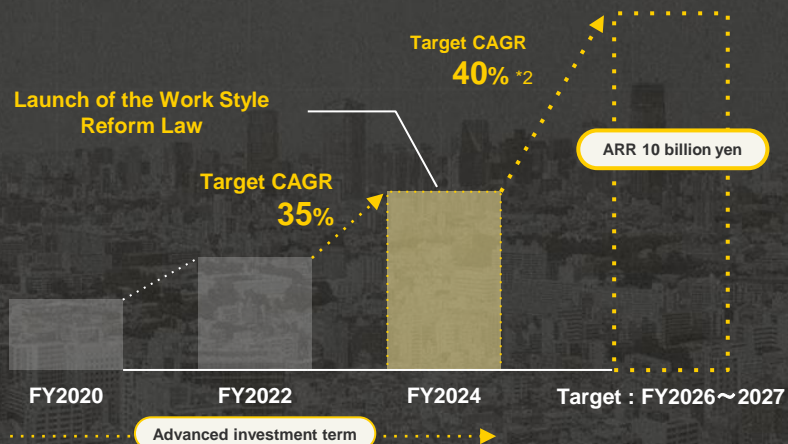 Target CAGR
40% *2
Launch of the Work Style
Reform Law
ARR 10 billion yen
Target CAGR
35%
FY2020
FY2022
FY2024
Target : FY2026～2027
Advanced investment term